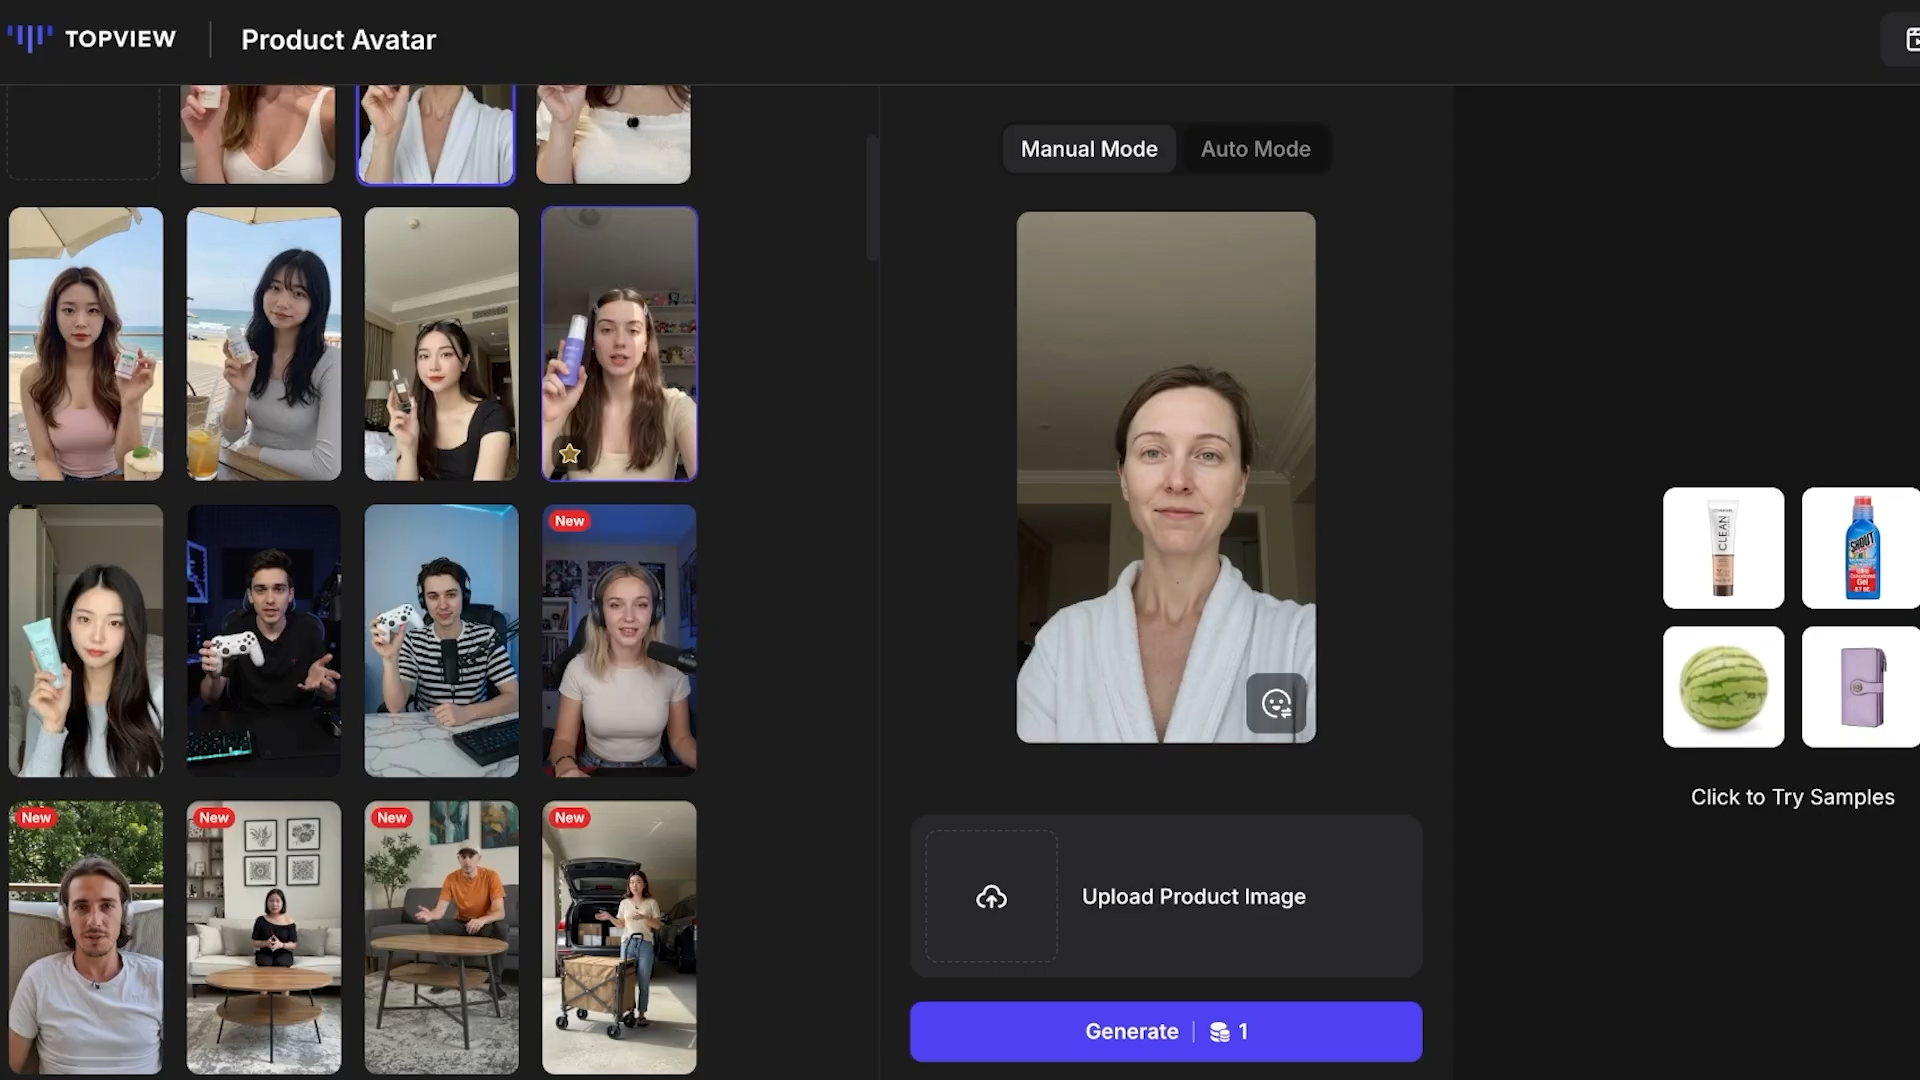 TOPVIEW
Product Avatar
Manual Mode
Auto Mode
New
New
New
New
New
CLEAN
SHOUT
Gel
Click to Try Samples
Upload Product Image
Generate | 1